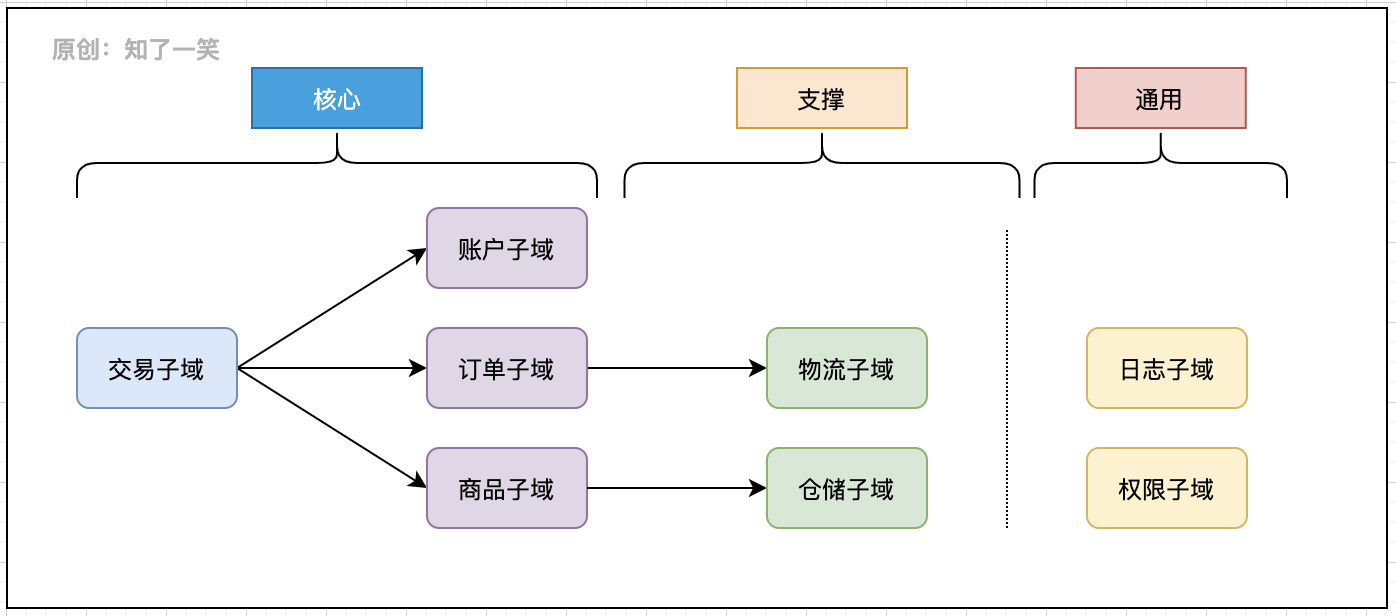 原创：知了一笑
核心
支撑
通用
账户子域
交易子域
订单子域
物流子域
日志子域
商品子域
仓储子域
权限子域